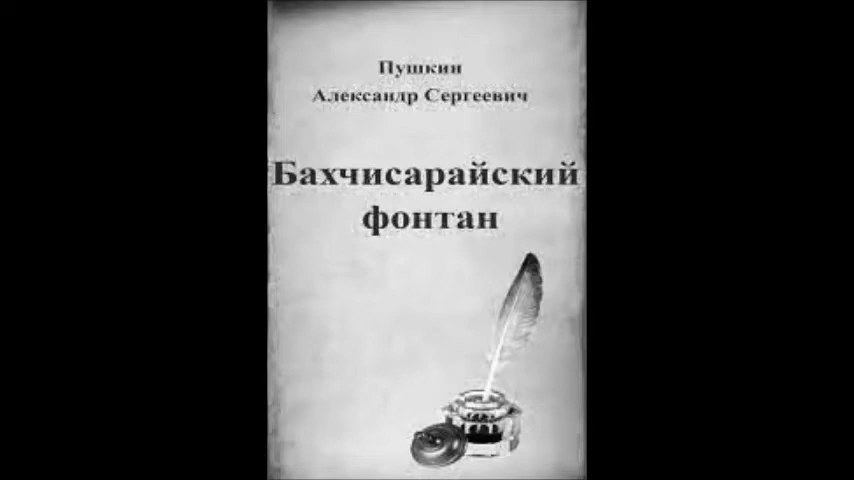 Пушкин
Александр Сергеевич
Бахчисарайский
фонтан